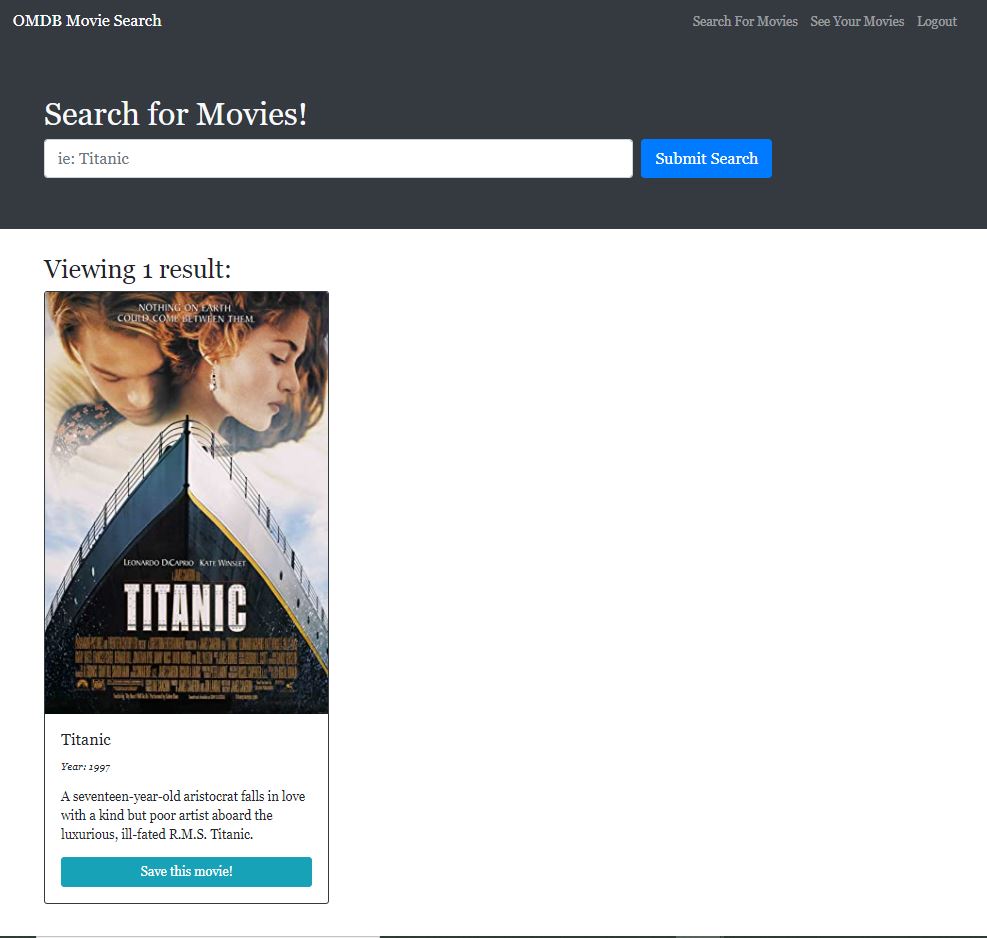 OMDB Movie Search
Search For Movies See Your Movies Logout
Search for Movies!
ie: Titanic
Submit Search
Viewing 1 result:
NOTHING ON EARTH
COULD COME BETWEEN THEM.
LEONARDO DICAPRIO KATE WINSLET
TITANIC
Titanic
Year: 1997
A seventeen-year-old aristocrat falls in love
with a kind but poor artist aboard the
luxurious, ill-fated R.M.S. Titanic.
Save this movie!